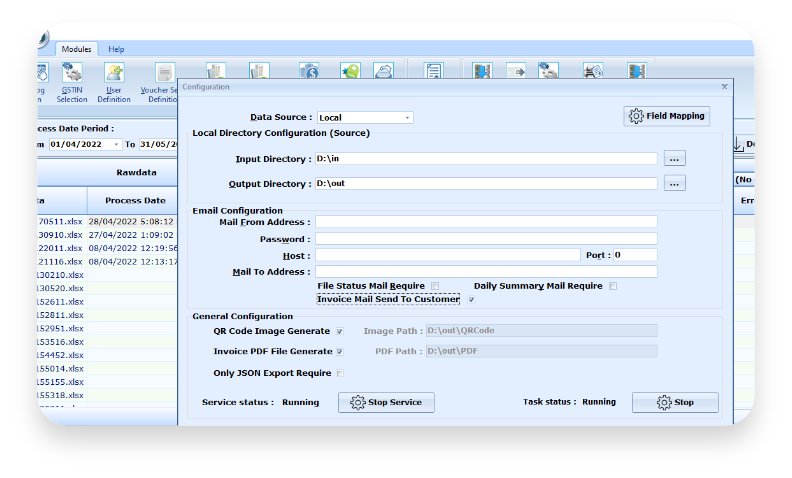 Modules Help
GSTIN Selection
User Definition
Voucher Se
Definitio
Configuration x
Process Date Period :
01/04/2022 To 31/05/2
Rawdata
Process Date
(No
Err
70511.xlsx 28/04/2022 5:08:12
30910.xlsx 27/04/2022 1:09:02
22011.xlsx 08/04/2022 12:19:56
21116.xlsx 08/04/2022 12:13:17
130210.xlsx
130520.xlsx
152611.xlsx
152811.xlsx
152951.xlsx
153516.xlsx
154452.xlsx
155014.xlsx
155155.xlsx
155318.xlsx
Data Source : Local
Field Mapping
Local Directory Configuration (Source)
Input Directory : D:\in ...
Output Directory : D:\out ...
Email Configuration
Mail From Address :
Password :
Host : Port : 0
Mail To Address :
File Status Mail Require Daily Summary Mail Require
Invoice Mail Send To Customer
General Configuration
QR Code Image Generate Image Path : D:\out\QRCode
Invoice PDF File Generate PDF Path : D:\out\PDF
Only JSON Export Require
Service status : Running Stop Service Task status : Running Stop